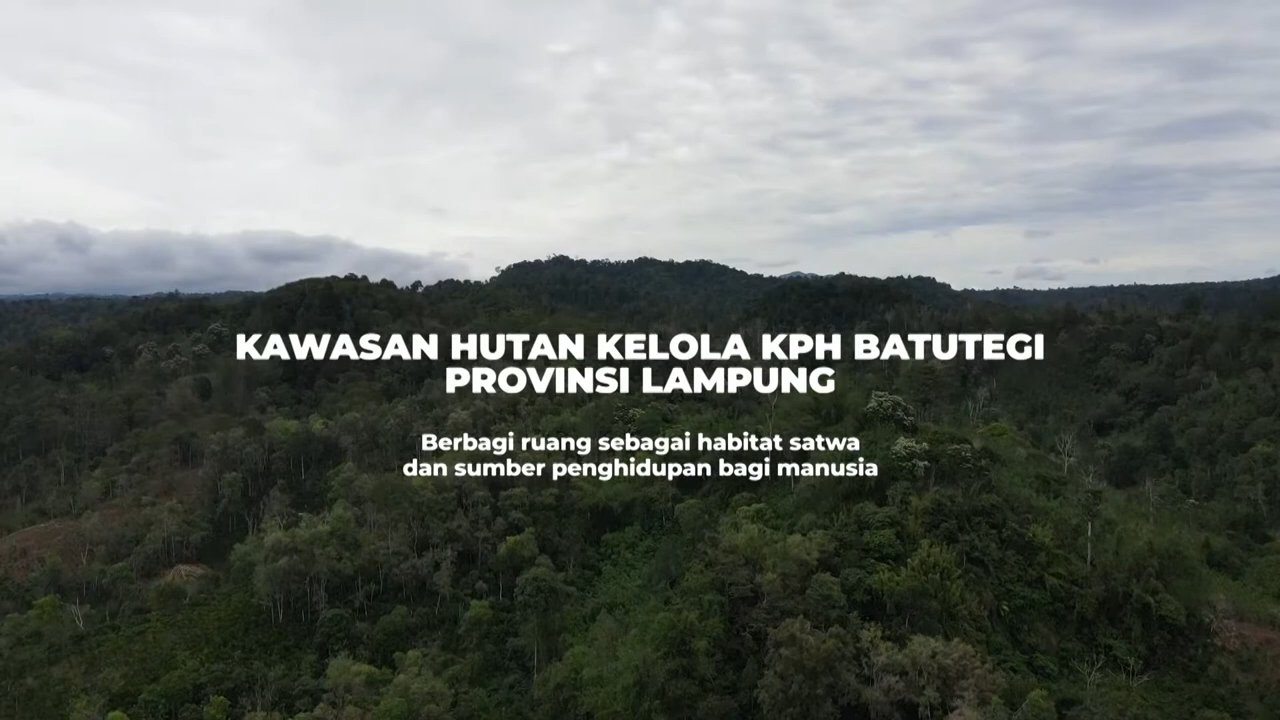 KAWASAN HUTAN KELOLA KPH BATUTEGI
PROVINSI LAMPUNG
Berbagi ruang sebagai habitat satwa
dan sumber penghidupan bagi manusia